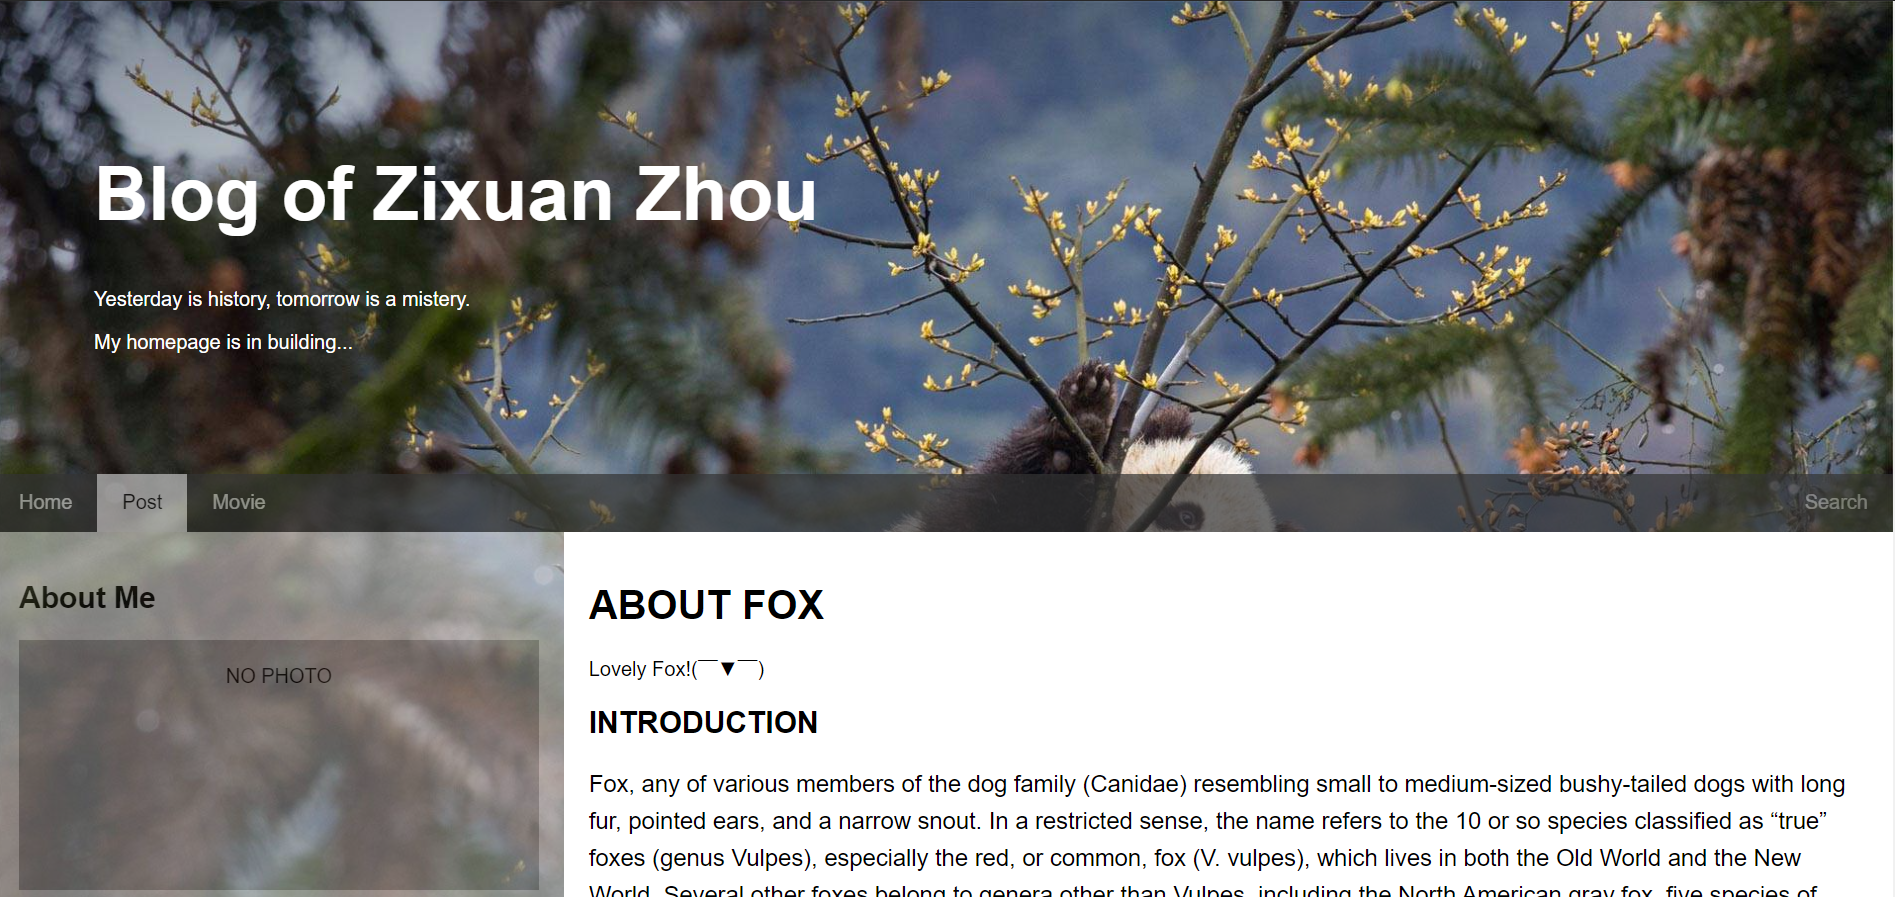 Blog of Zixuan Zhou
Yesterday is history, tomorrow is a mistery.
My homepage is in building...
Home Post Movie Search
About Me
NO PHOTO
ABOUT FOX
Lovely Fox!(￣▼￣)
INTRODUCTION
Fox, any of various members of the dog family (Canidae) resembling small to medium-sized bushy-tailed dogs with long
fur, pointed ears, and a narrow snout. In a restricted sense, the name refers to the 10 or so species classified as “true”
foxes (genus Vulpes), especially the red, or common, fox (V. vulpes), which lives in both the Old World and the New
World. Several other foxes belong to genera other than Vulpes, including the North American gray fox, five species of